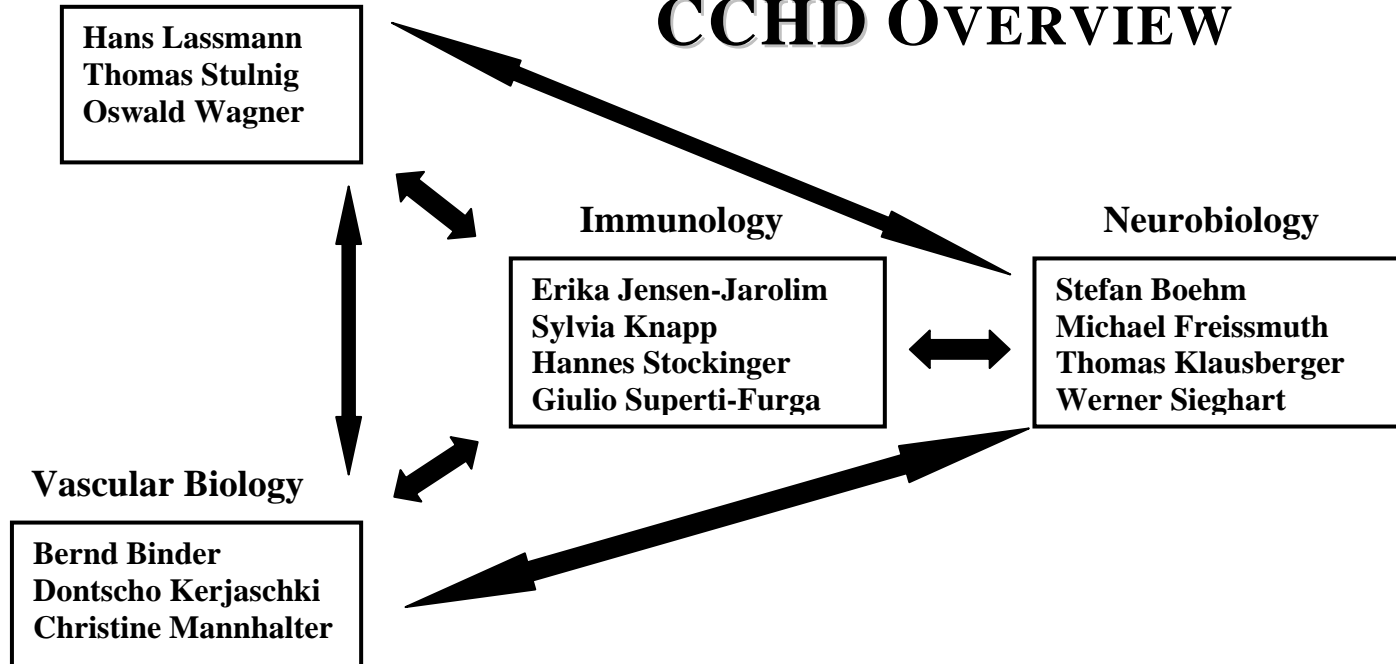 CCHD OVERVIEW
Hans Lassmann
Thomas Stulnig
Oswald Wagner
Immunology
Erika Jensen-Jarolim
Sylvia Knapp
Hannes Stockinger
Giulio Superti-Furga
Neurobiology
Stefan Boehm
Michael Freissmuth
Thomas Klausberger
Werner Sieghart
Vascular Biology
Bernd Binder
Dontscho Kerjaschki
Christine Mannhalter